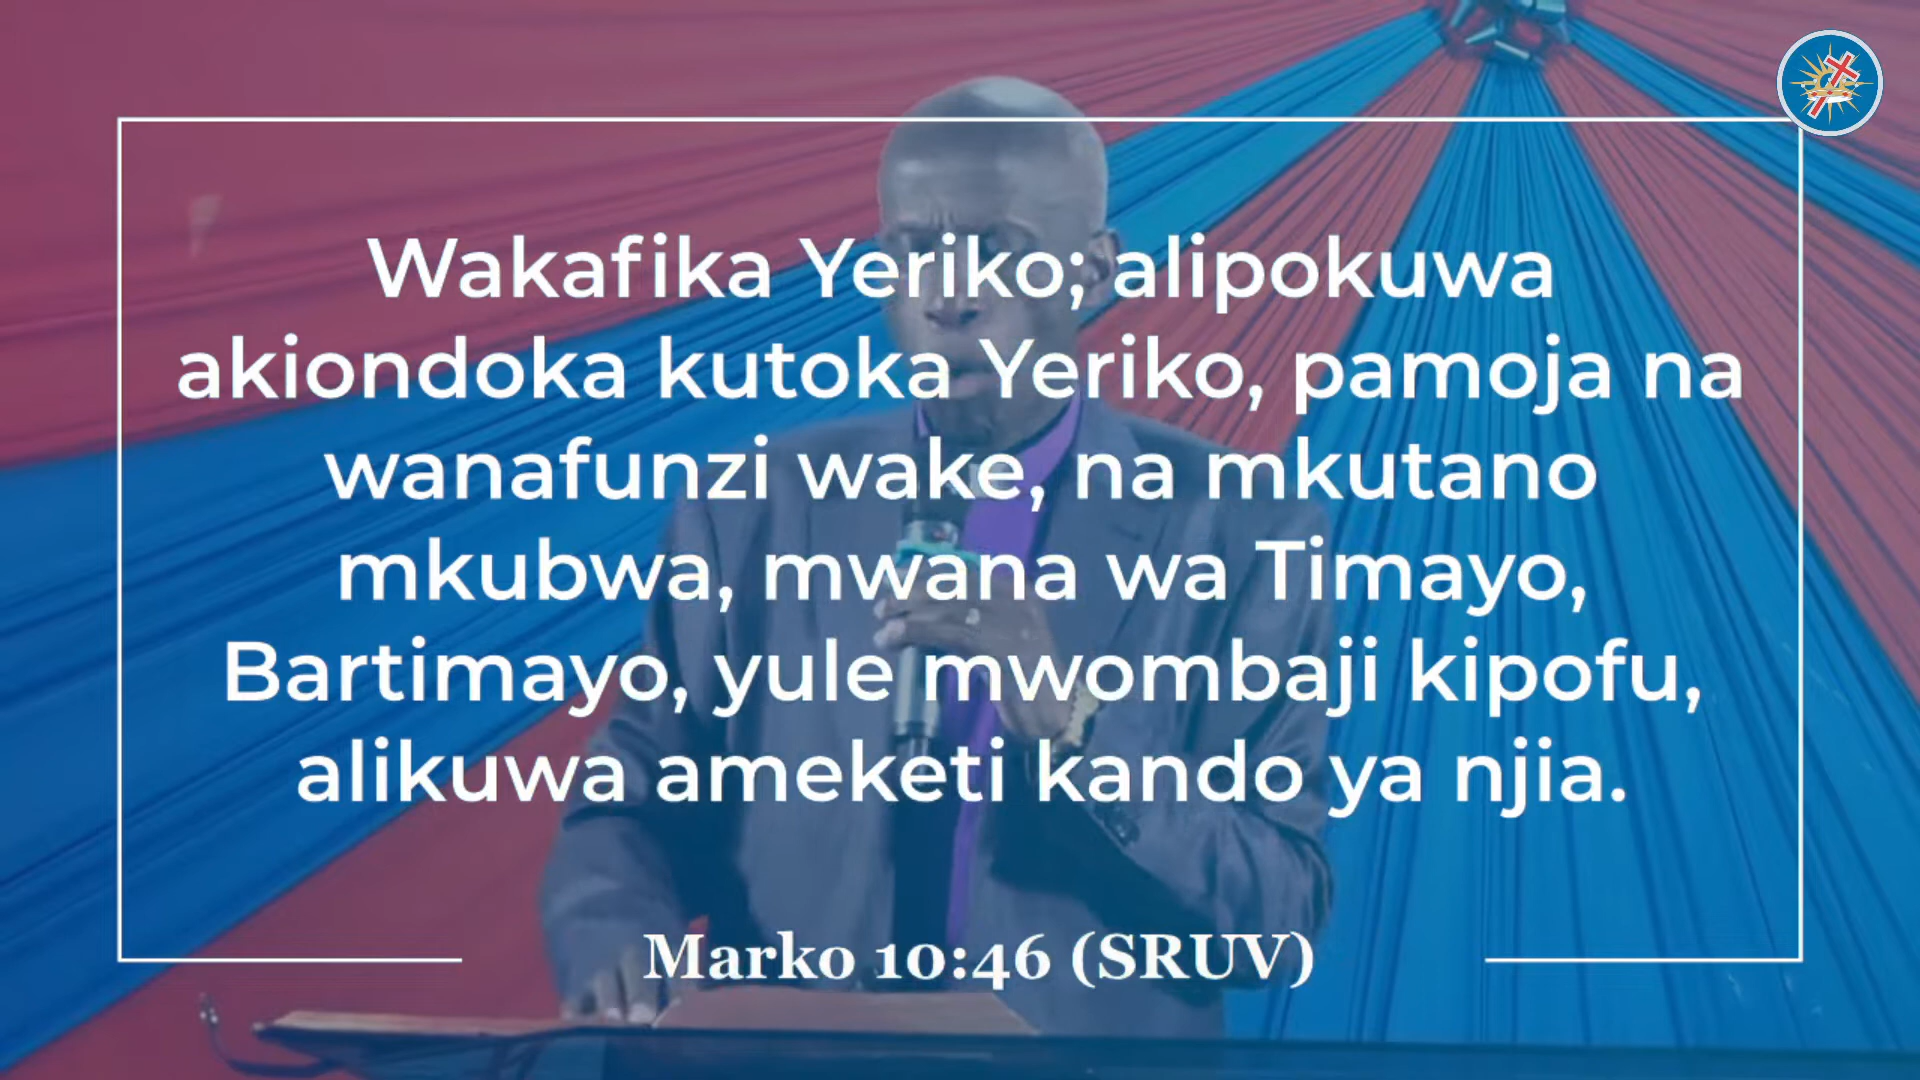 Wakafika Yeriko; alipokuwa
akiondoka kutoka Yeriko, pamoja na
wanafunzi wake, na mkutano
mkubwa, mwana wa Timayo,
Bartimayo, yule mwombaji kipofu,
alikuwa ameketi kando ya njia.
Marko 10:46 (SRUV)